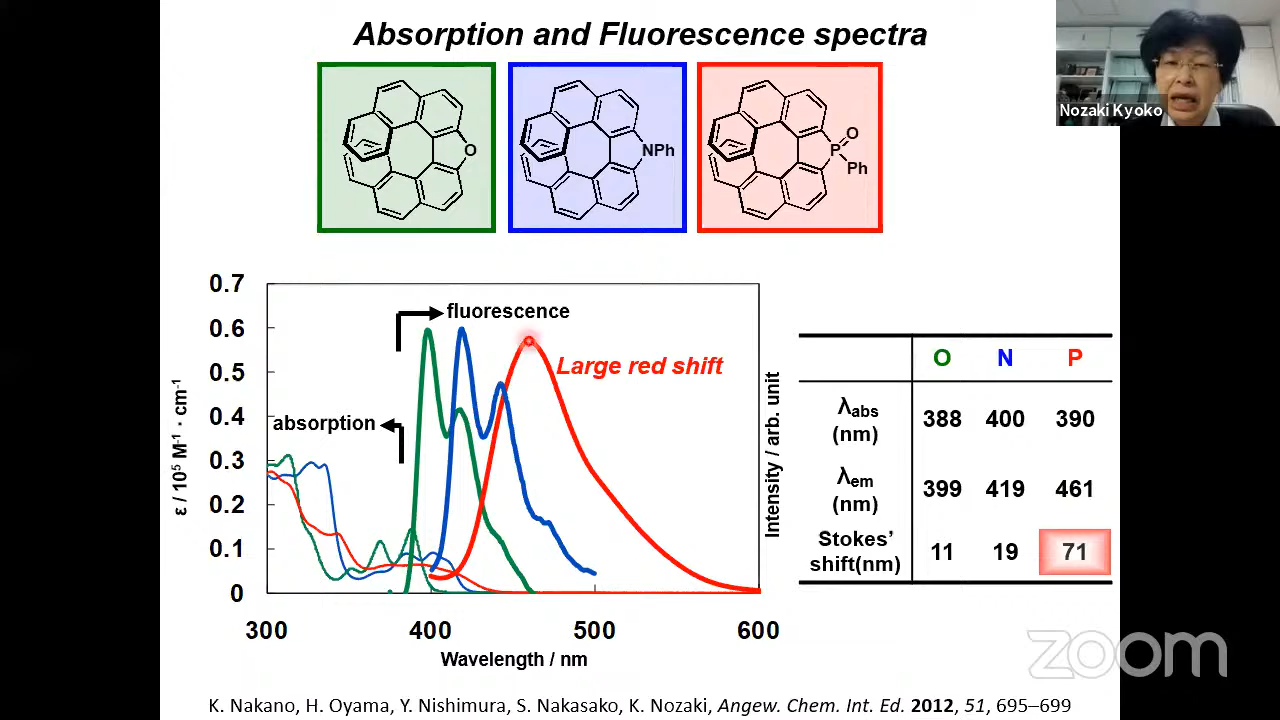 Absorption and Fluorescence spectra
Nozaki Kyoko
O
NPh
P
O
Ph
0.7
0.6
0.5
0.4
0.3
0.2
0.1
0
ε / 10⁵ M⁻¹・cm⁻¹
fluorescence
absorption
Large red shift
Intensity / arb. unit
300
400
500
600
Wavelength / nm
O N P
λabs (nm) 388 400 390
λem (nm) 399 419 461
Stokes' shift(nm) 11 19 71
zoom
K. Nakano, H. Oyama, Y. Nishimura, S. Nakasako, K. Nozaki, Angew. Chem. Int. Ed. 2012, 51, 695–699